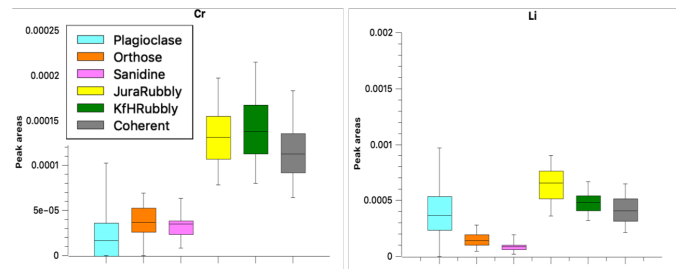 Cr
0.00025
0.0002
0.00015
0.0001
5e-05
0
Peak areas
Plagioclase
Orthose
Sanidine
JuraRubbly
KfHRubbly
Coherent
Li
0.002
0.0015
0.001
0.0005
0
Peak areas